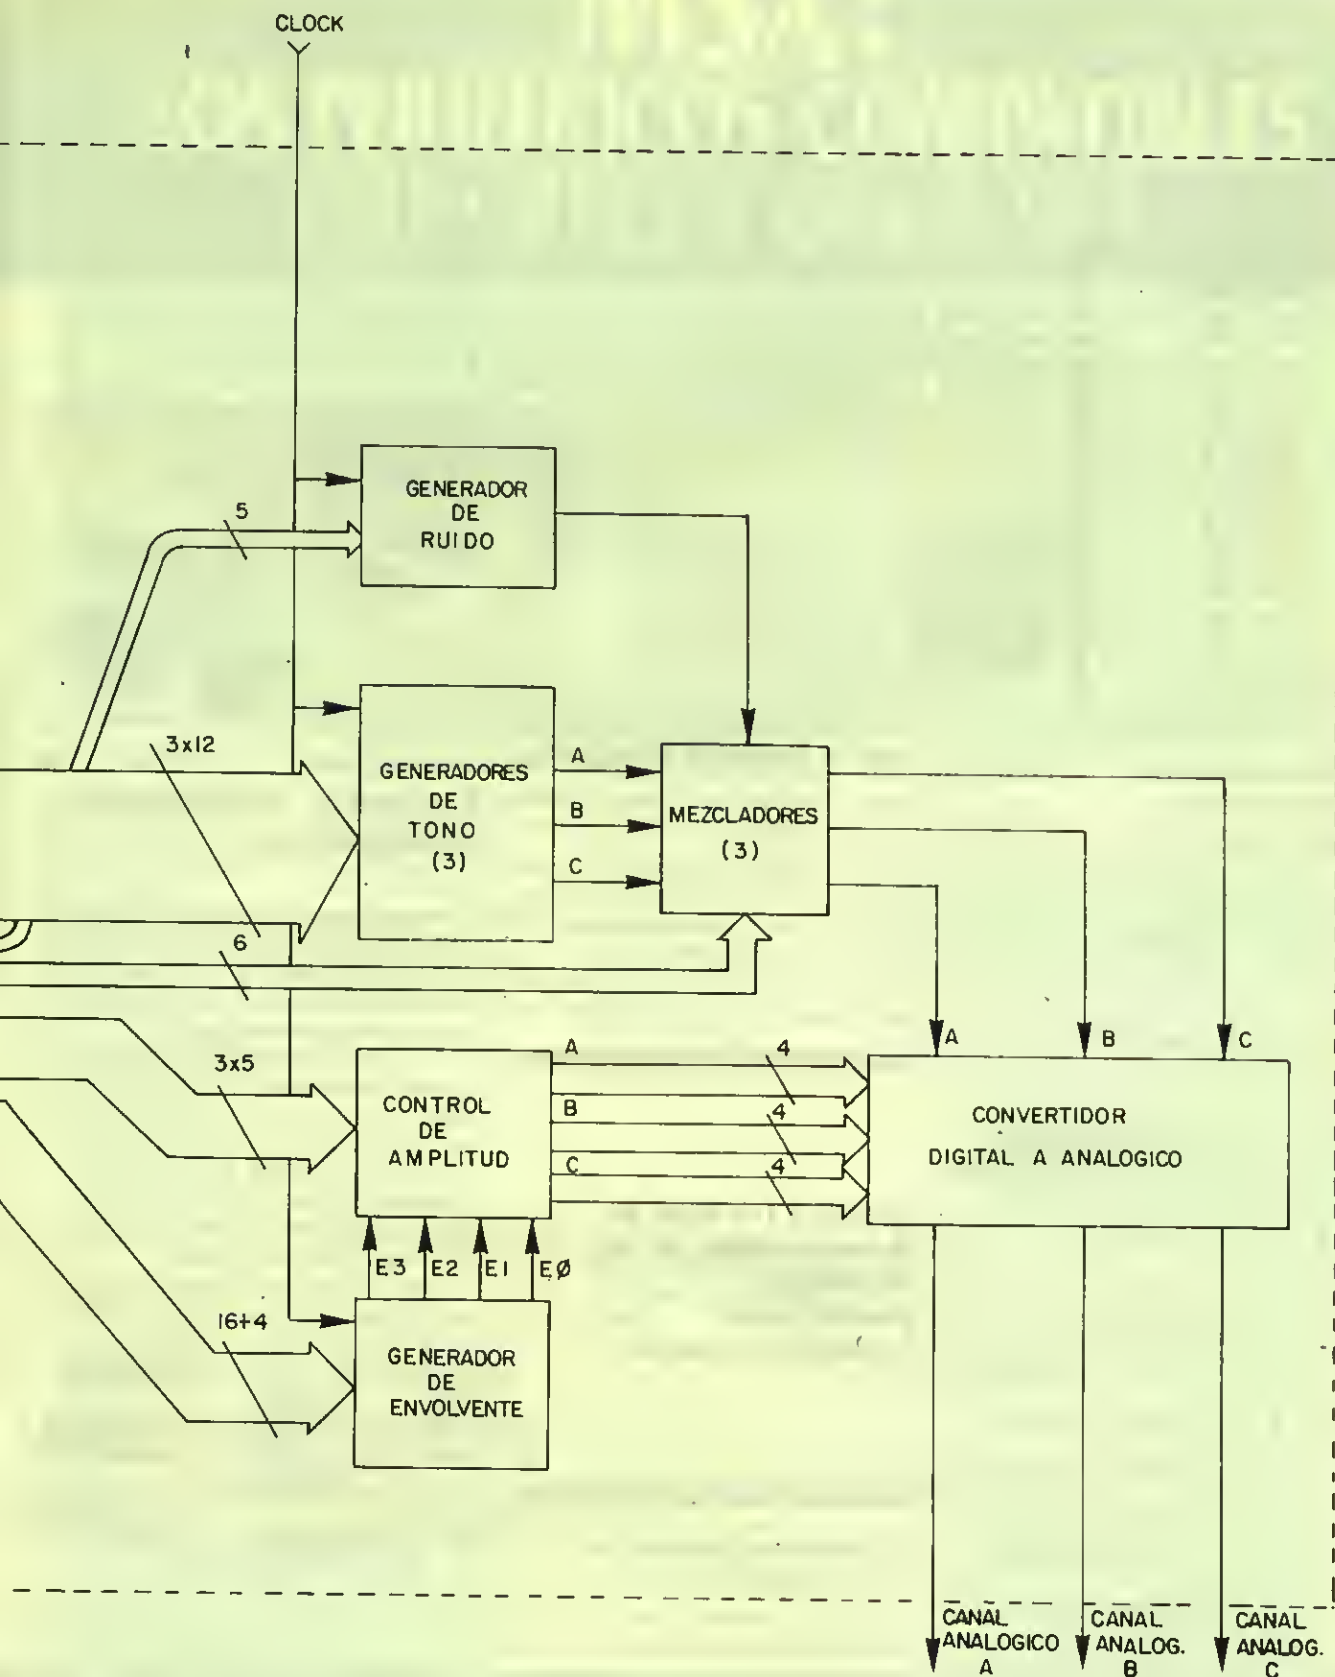 CLOCK
GENERADOR
DE
RUIDO
5
3x12
GENERADORES
DE
TONO
(3)
A
B
C
MEZCLADORES
(3)
6
A
B
C
3x5
CONTROL
DE
AMPLITUD
A
4
B
4
C
4
CONVERTIDOR
DIGITAL A ANALOGICO
E3
E2
E1
EØ
16+4
GENERADOR
DE
ENVOLVENTE
CANAL
ANALOGICO
A
CANAL
ANALOG.
B
CANAL
ANALOG.
C